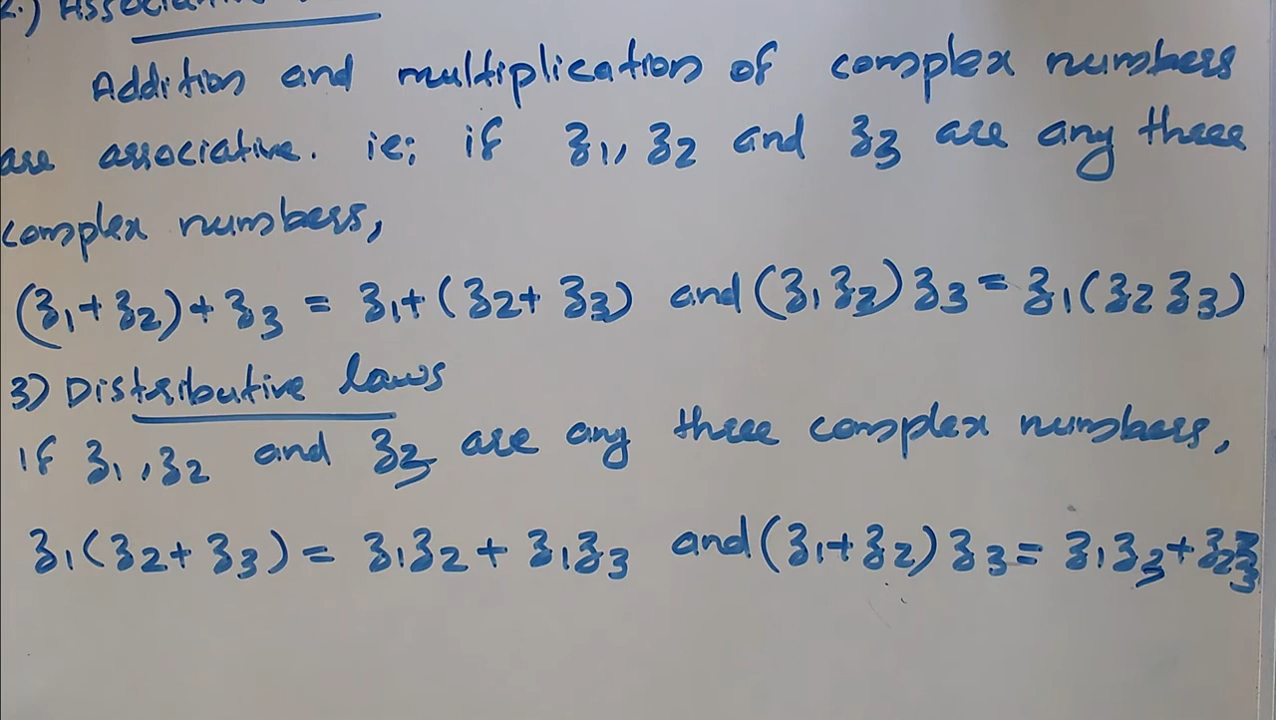 2.) Associative
Addition and multiplication of complex numbers
are associative. ie; if z1, z2 and z3 are any three
complex numbers,
(z1+z2)+z3 = z1+(z2+z3) and (z1z2)z3 = z1(z2z3)
3) Distributive laws
If z1, z2 and z3 are any three complex numbers,
z1(z2+z3) = z1z2+z1z3 and (z1+z2)z3 = z1z3+z2z3